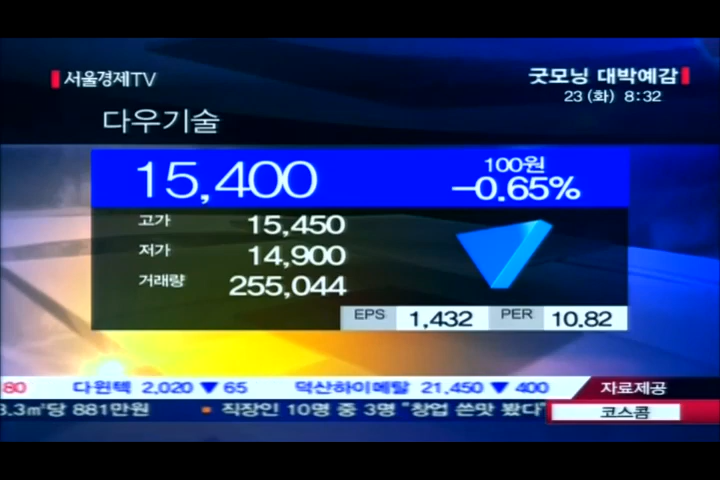 서울경제TV
굿모닝 대박예감
23 (화) 8:32
다우기술
15,400
100원
-0.65%
고가 15,450
저가 14,900
거래량 255,044
EPS 1,432 PER 10.82
80 다윈텍 2,020 ▼ 65 덕산하이메탈 21,450 ▼ 400 자료제공
3.3㎡당 881만원 ▪ 직장인 10명 중 3명 "창업 쓴맛 봤다" 코스콤